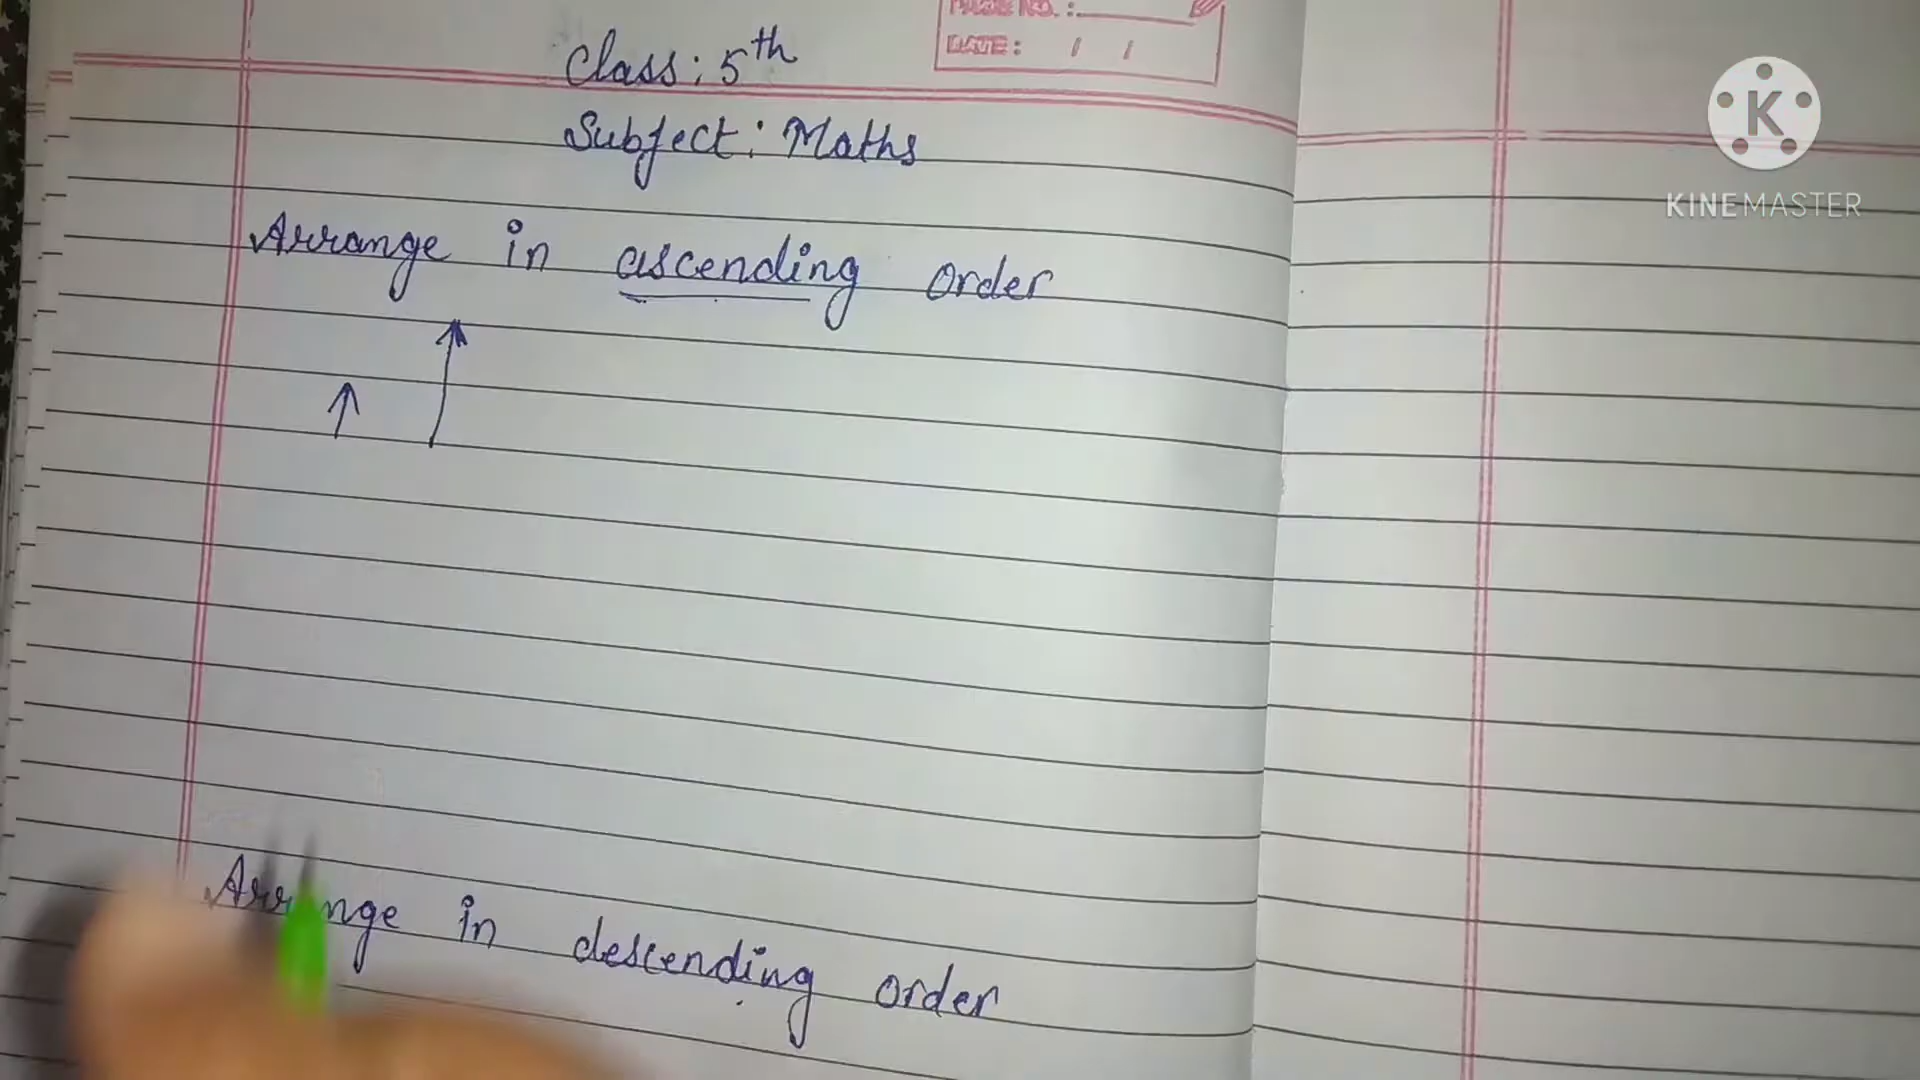 PAGE NO. :
DATE : / /
Class : 5th
Subject : Maths
K
KINEMASTER
Arrange in ascending order
Arrange in descending order